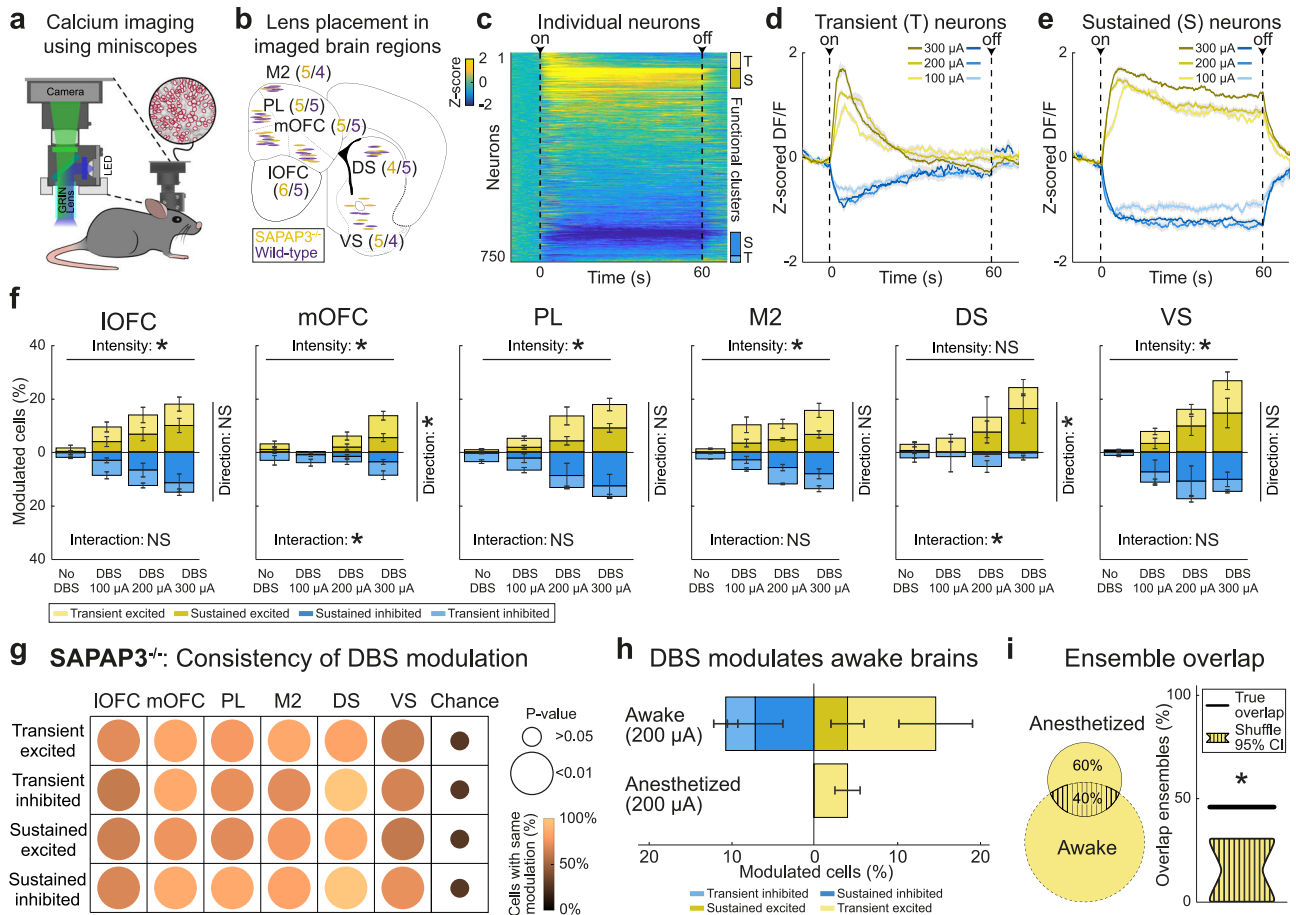 a Calcium imaging
using miniscopes
Camera
LED
GRIN
Lens
b Lens placement in
imaged brain regions
M2 (5/4)
PL (5/5)
mOFC (5/5)
DS (4/5)
lOFC
(6/5)
VS (5/4)
SAPAP3-/-
Wild-type
c Individual neurons
on off
Z-score
2
0
-2
1
Neurons
750
0 60
Time (s)
T
S
Functional clusters
S
T
d Transient (T) neurons
on off
300 µA
200 µA
100 µA
2
0
-2
Z-scored DF/F
0 60
Time (s)
e Sustained (S) neurons
on off
300 µA
200 µA
100 µA
2
0
-2
Z-scored DF/F
0 60
Time (s)
f
lOFC mOFC PL M2 DS VS
Intensity: * Intensity: * Intensity: * Intensity: * Intensity: NS Intensity: *
40
20
0
20
40
Modulated cells (%)
Direction: NS Direction: * Direction: NS Direction: NS Direction: * Direction: NS
Interaction: NS Interaction: * Interaction: NS Interaction: NS Interaction: * Interaction: NS
No DBS DBS DBS No DBS DBS DBS No DBS DBS DBS No DBS DBS DBS No DBS DBS DBS No DBS DBS DBS
DBS 100 µA 200 µA 300 µA DBS 100 µA 200 µA 300 µA DBS 100 µA 200 µA 300 µA DBS 100 µA 200 µA 300 µA DBS 100 µA 200 µA 300 µA DBS 100 µA 200 µA 300 µA
Transient excited Sustained excited Sustained inhibited Transient inhibited
g SAPAP3-/-: Consistency of DBS modulation
lOFC mOFC PL M2 DS VS Chance
Transient
excited
Transient
inhibited
Sustained
excited
Sustained
inhibited
P-value
>0.05
<0.01
Cells with same
modulation (%)
100%
50%
0%
h DBS modulates awake brains
Awake
(200 µA)
Anesthetized
(200 µA)
20 10 0 10 20
Modulated cells (%)
Transient inhibited Sustained inhibited
Sustained excited Transient excited
i Ensemble overlap
Anesthetized
60%
40%
Awake
100
50
0
Overlap ensembles (%)
True
overlap
Shuffle
95% CI
*